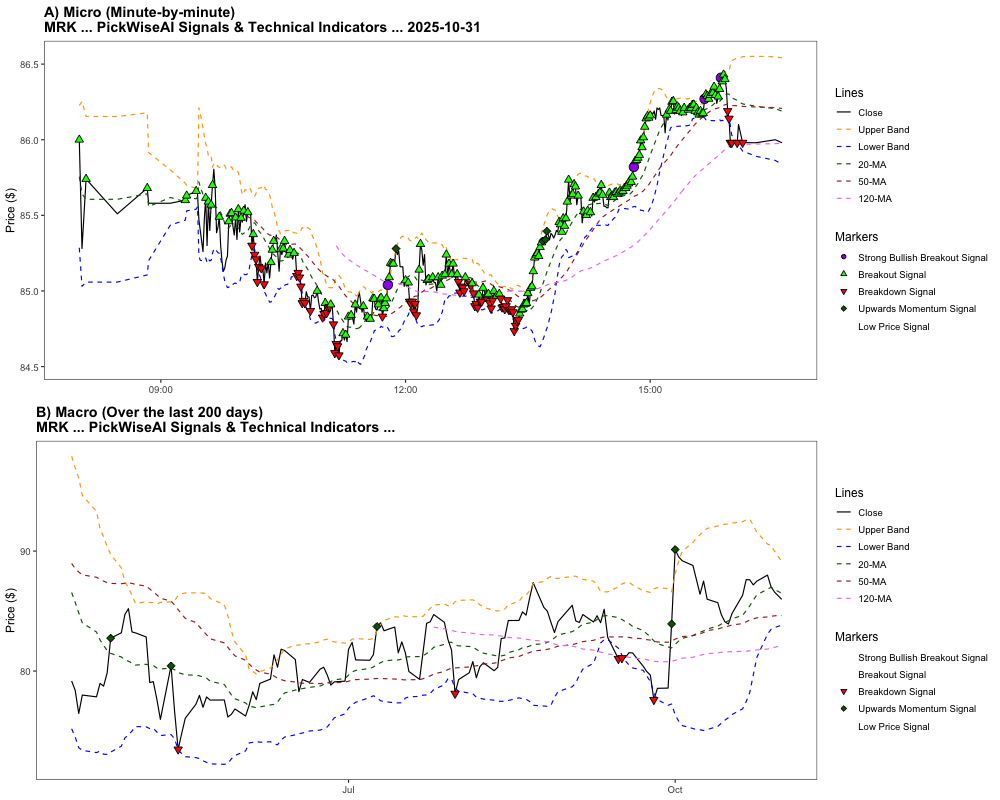 A) Micro (Minute-by-minute)
MRK ... PickWiseAI Signals & Technical Indicators ... 2025-10-31
86.5
86.0
85.5
85.0
84.5
Price ($)
09:00
12:00
15:00
Lines
Close
Upper Band
Lower Band
20-MA
50-MA
120-MA
Markers
Strong Bullish Breakout Signal
Breakout Signal
Breakdown Signal
Upwards Momentum Signal
Low Price Signal
B) Macro (Over the last 200 days)
MRK ... PickWiseAI Signals & Technical Indicators ...
90
80
Price ($)
Jul
Oct
Lines
Close
Upper Band
Lower Band
20-MA
50-MA
120-MA
Markers
Strong Bullish Breakout Signal
Breakout Signal
Breakdown Signal
Upwards Momentum Signal
Low Price Signal